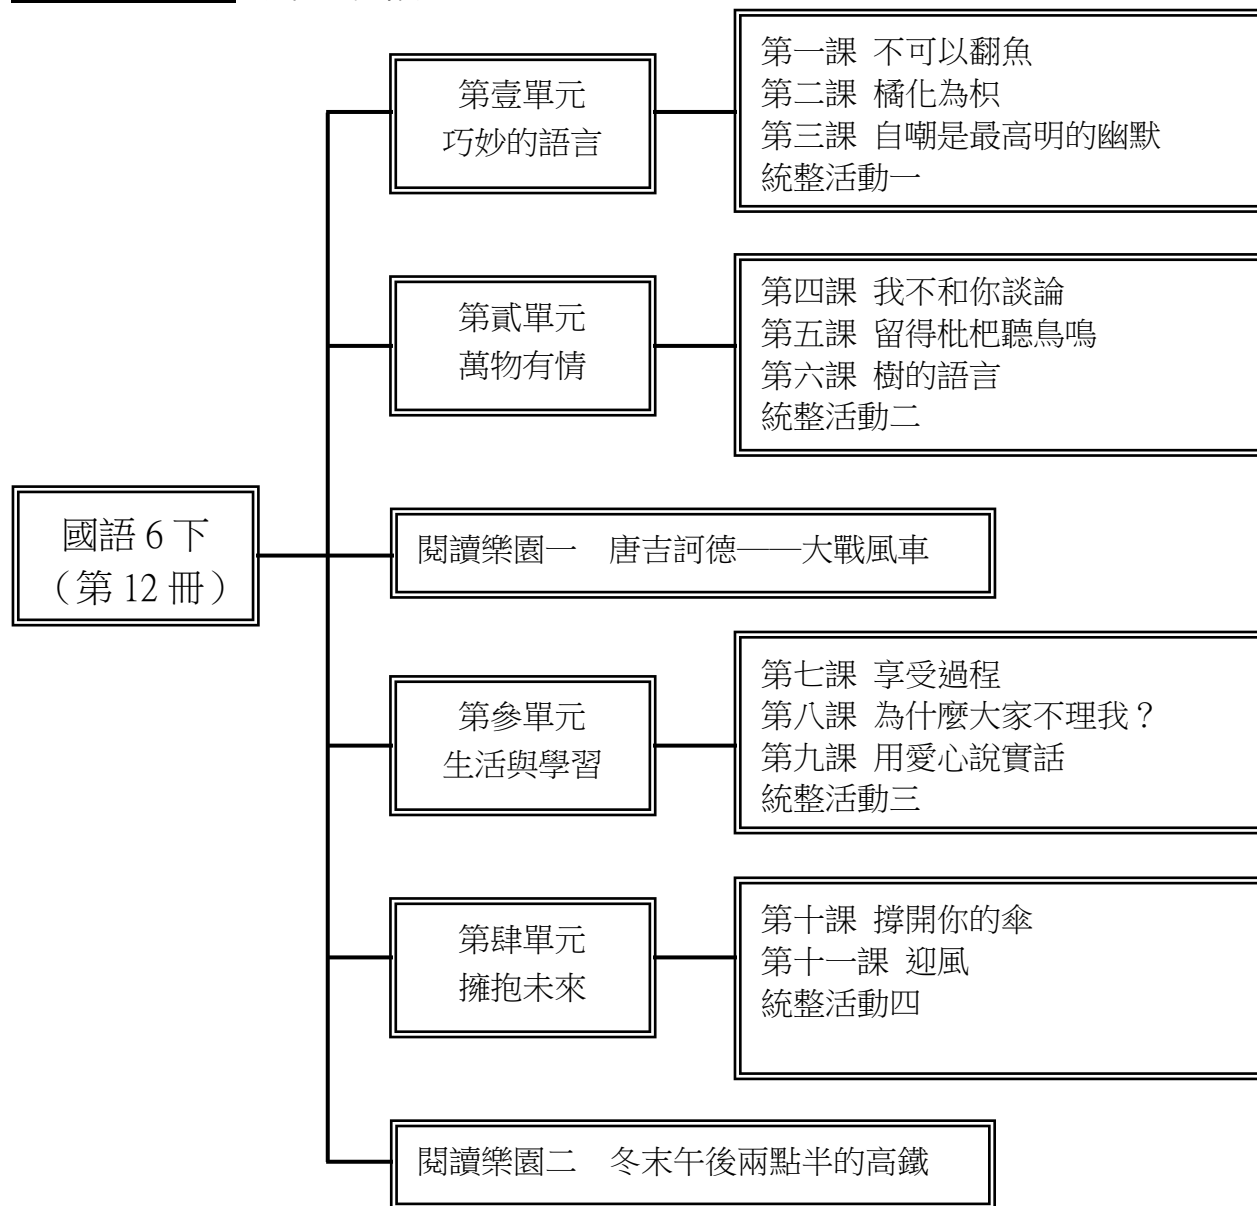 第壹單元
巧妙的語言
第一課 不可以翻魚
第二課 橘化為枳
第三課 自嘲是最高明的幽默
統整活動一
第貳單元
萬物有情
第四課 我不和你談論
第五課 留得枇杷聽鳥鳴
第六課 樹的語言
統整活動二
國語 6 下
（第 12 冊）
閱讀樂園一 唐吉訶德——大戰風車
第參單元
生活與學習
第七課 享受過程
第八課 為什麼大家不理我？
第九課 用愛心說實話
統整活動三
第肆單元
擁抱未來
第十課 撐開你的傘
第十一課 迎風
統整活動四
閱讀樂園二 冬末午後兩點半的高鐵